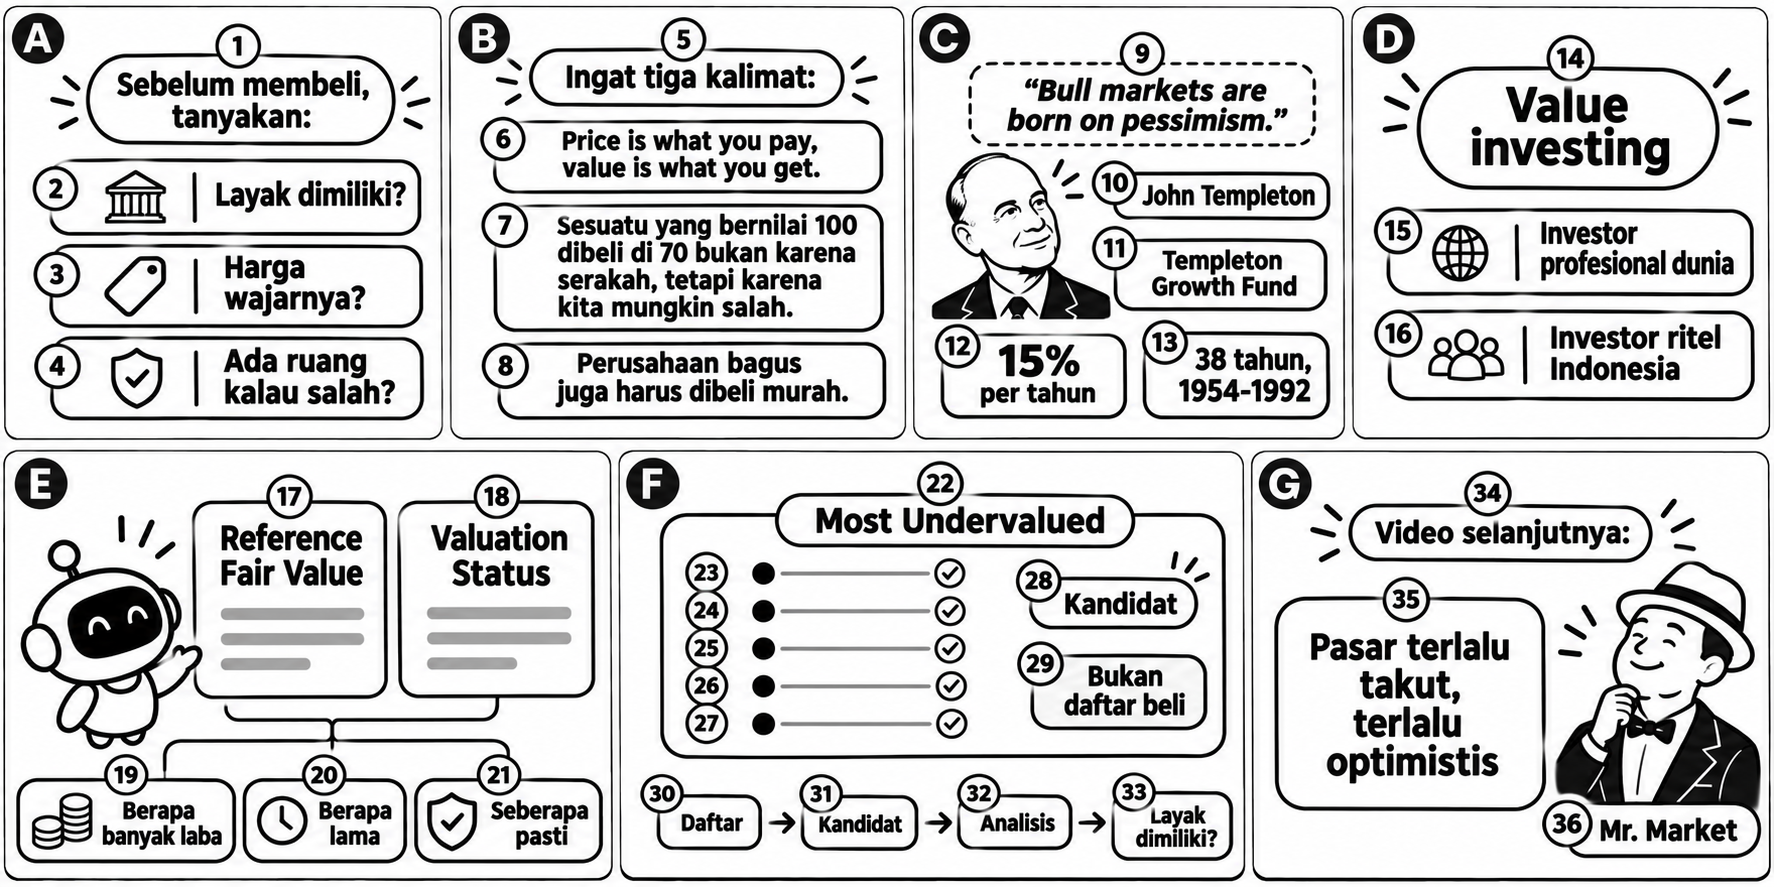 A
1
Sebelum membeli,
tanyakan:
2
Layak dimiliki?
3
Harga
wajarnya?
4
Ada ruang
kalau salah?
B
5
Ingat tiga kalimat:
6
Price is what you pay,
value is what you get.
7
Sesuatu yang bernilai 100
dibeli di 70 bukan karena
serakah, tetapi karena
kita mungkin salah.
8
Perusahaan bagus
juga harus dibeli murah.
C
9
“Bull markets are
born on pessimism.”
10
John Templeton
11
Templeton
Growth Fund
12
15%
per tahun
13
38 tahun,
1954-1992
D
14
Value
investing
15
Investor
profesional dunia
16
Investor ritel
Indonesia
E
17
Reference
Fair Value
18
Valuation
Status
19
Berapa
banyak laba
20
Berapa
lama
21
Seberapa
pasti
F
22
Most Undervalued
23
24
25
26
27
28
Kandidat
29
Bukan
daftar beli
30
Daftar
31
Kandidat
32
Analisis
33
Layak
dimiliki?
G
34
Video selanjutnya:
35
Pasar terlalu
takut,
terlalu
optimistis
36
Mr. Market